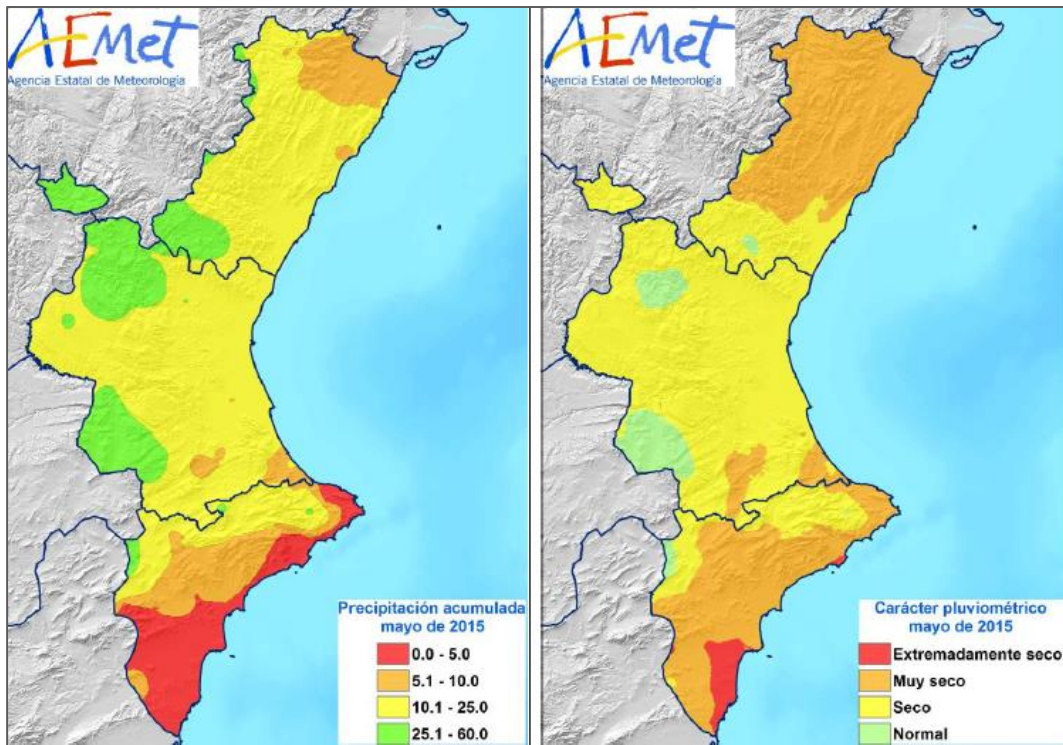 AEMet
Agencia Estatal de Meteorología
Precipitación acumulada
mayo de 2015
0.0 - 5.0
5.1 - 10.0
10.1 - 25.0
25.1 - 60.0
AEMet
Agencia Estatal de Meteorología
Carácter pluviométrico
mayo de 2015
Extremadamente seco
Muy seco
Seco
Normal